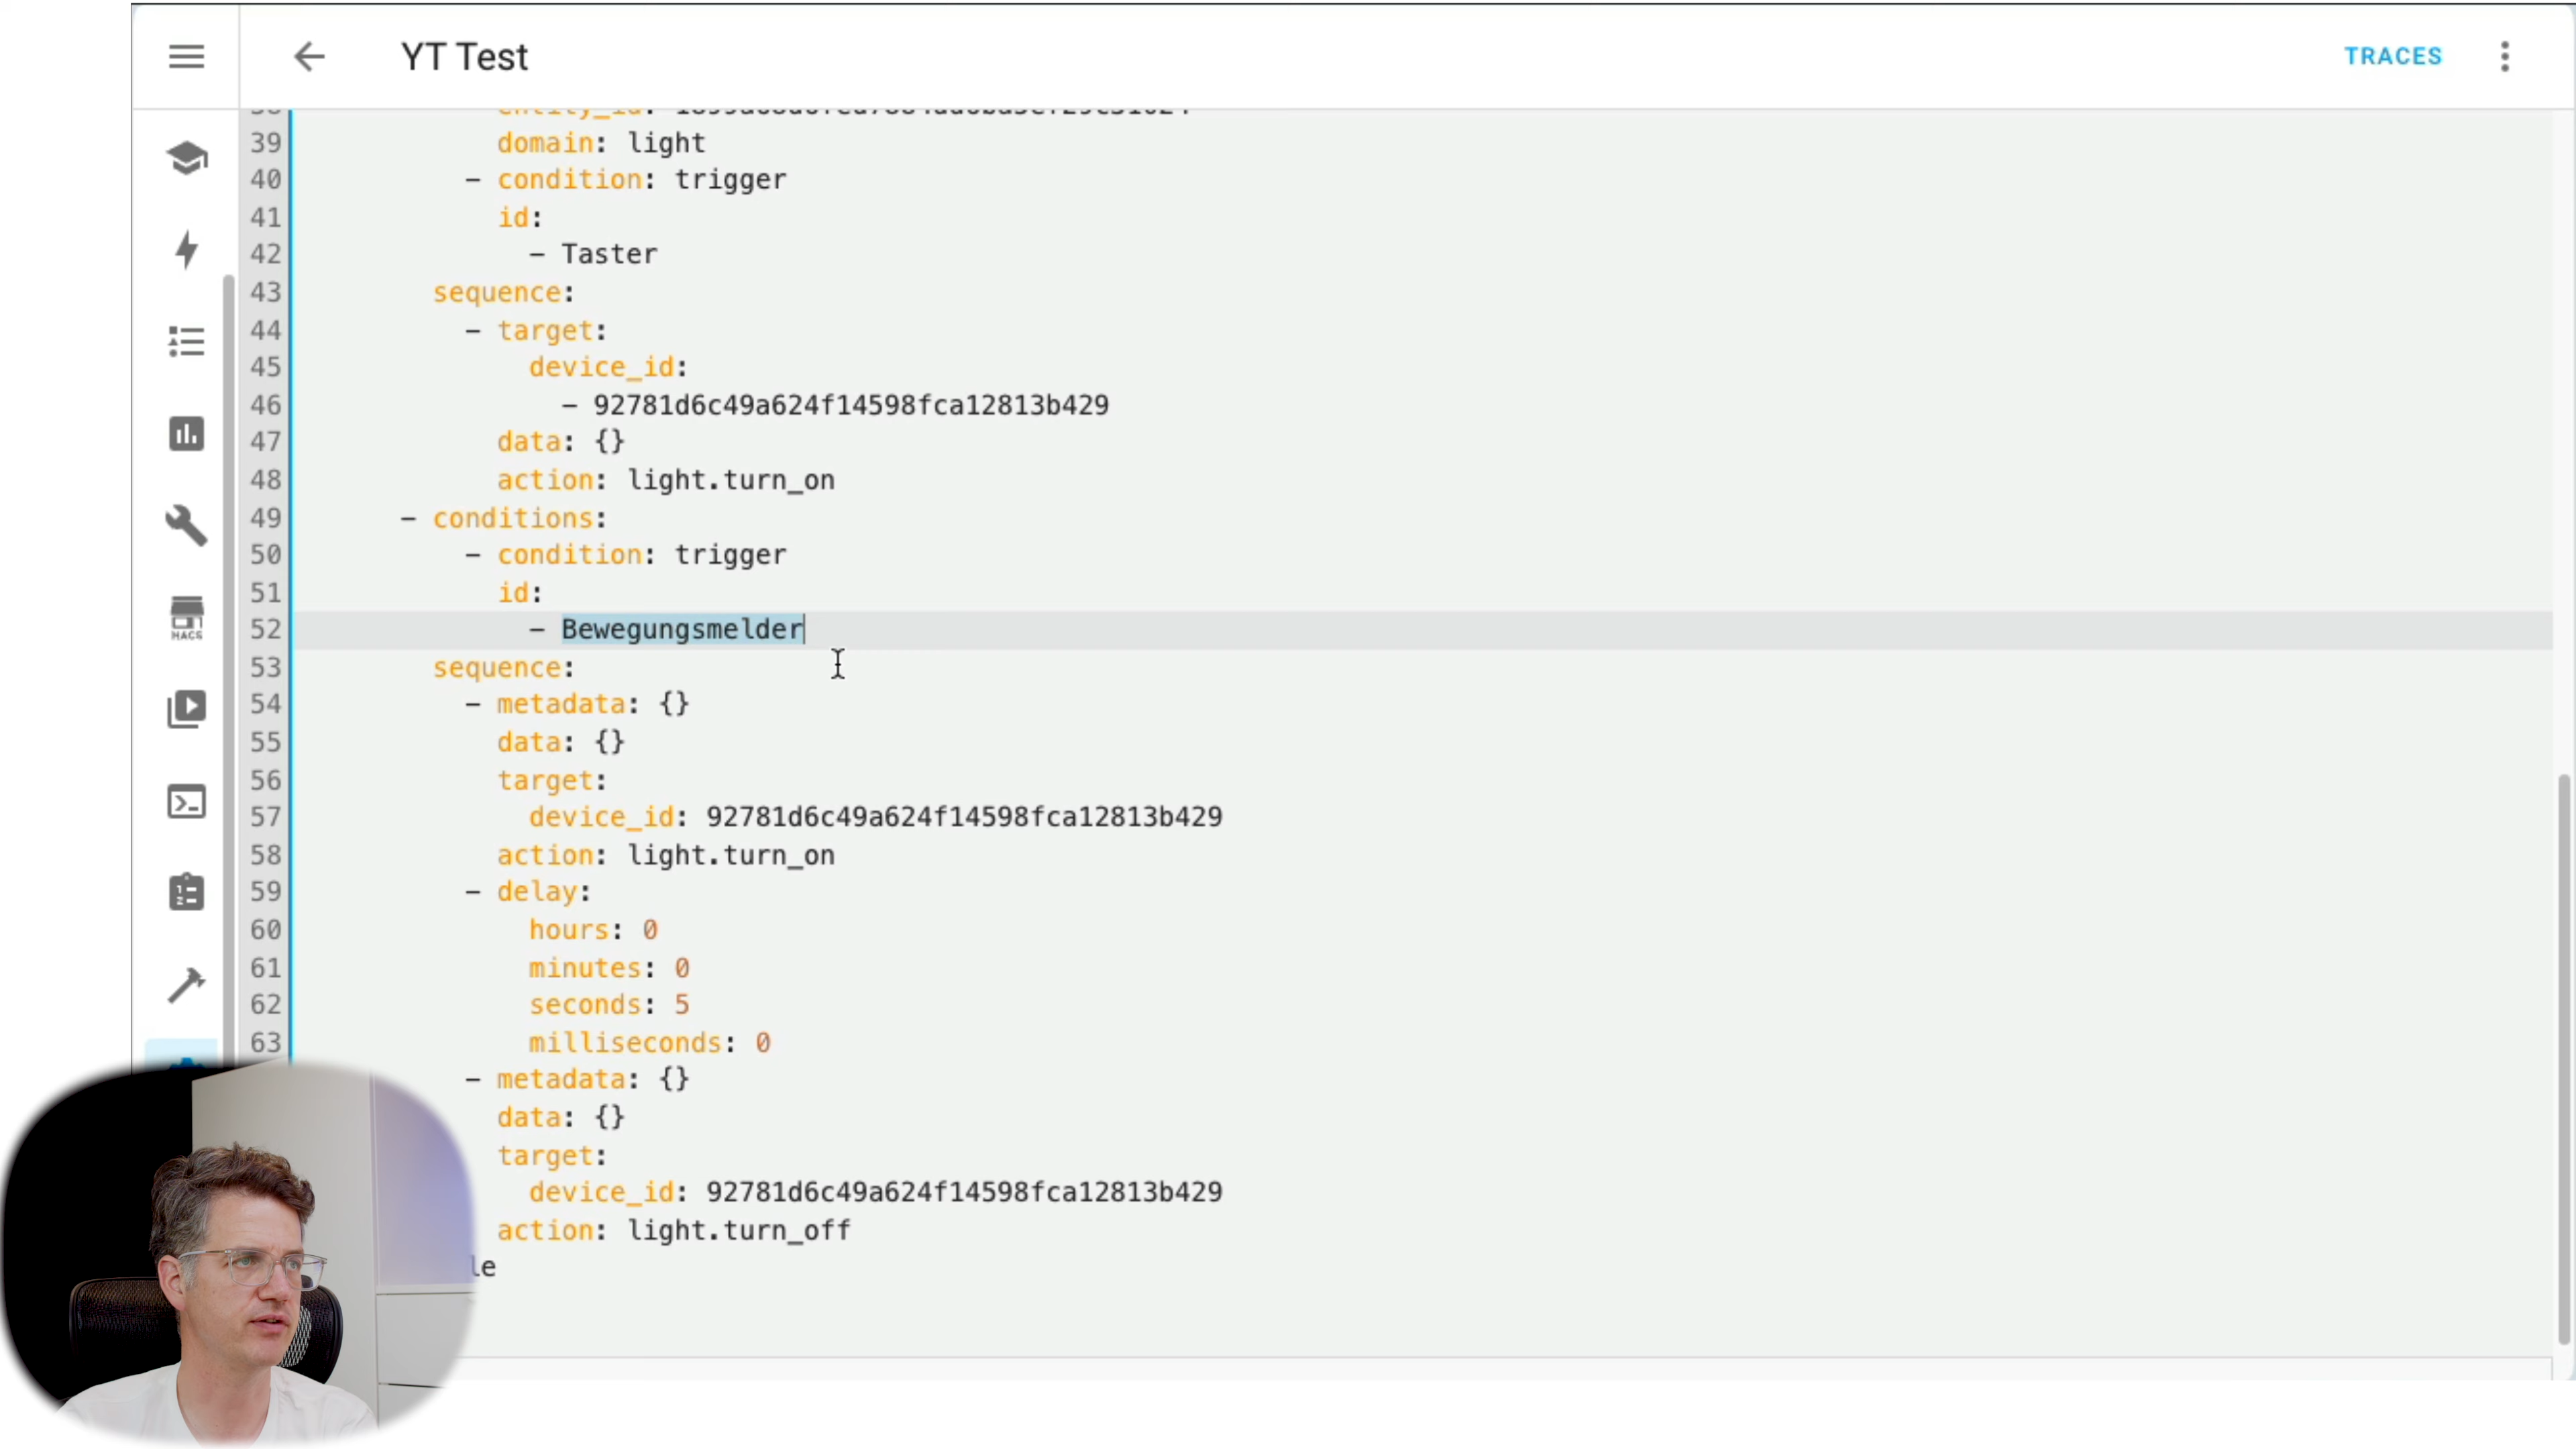 YT Test
TRACES
39 domain: light
40 - condition: trigger
41 id:
42 - Taster
43 sequence:
44 - target:
45 device_id:
46 - 92781d6c49a624f14598fca12813b429
47 data: {}
48 action: light.turn_on
49 - conditions:
50 - condition: trigger
51 id:
52 - Bewegungsmelder
53 sequence:
54 - metadata: {}
55 data: {}
56 target:
57 device_id: 92781d6c49a624f14598fca12813b429
58 action: light.turn_on
59 - delay:
60 hours: 0
61 minutes: 0
62 seconds: 5
63 milliseconds: 0
- metadata: {}
data: {}
target:
device_id: 92781d6c49a624f14598fca12813b429
action: light.turn_off
le
HACS